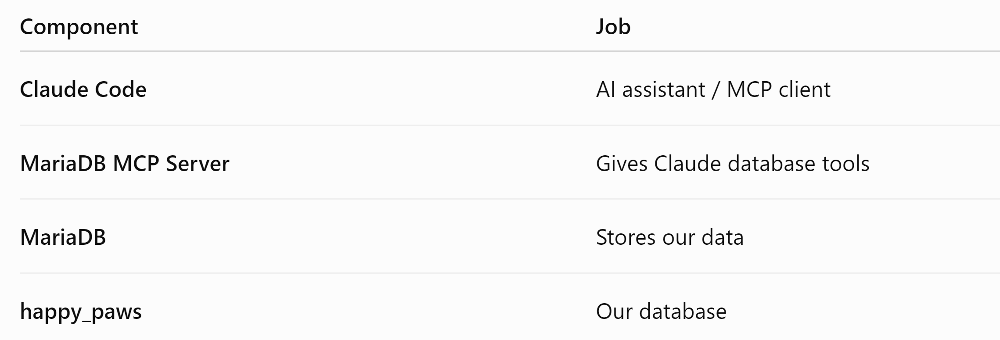 Component Job
Claude Code AI assistant / MCP client
MariaDB MCP Server Gives Claude database tools
MariaDB Stores our data
happy_paws Our database